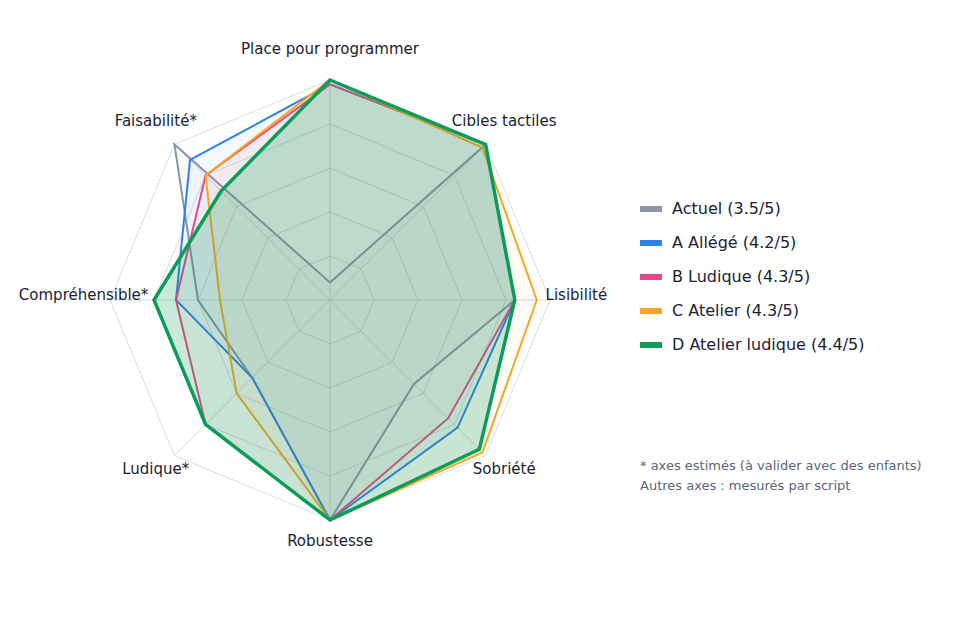 Place pour programmer
Faisabilité*
Cibles tactiles
Compréhensible*
Lisibilité
Ludique*
Sobriété
Robustesse
Actuel (3.5/5)
A Allégé (4.2/5)
B Ludique (4.3/5)
C Atelier (4.3/5)
D Atelier ludique (4.4/5)
* axes estimés (à valider avec des enfants)
Autres axes : mesurés par script